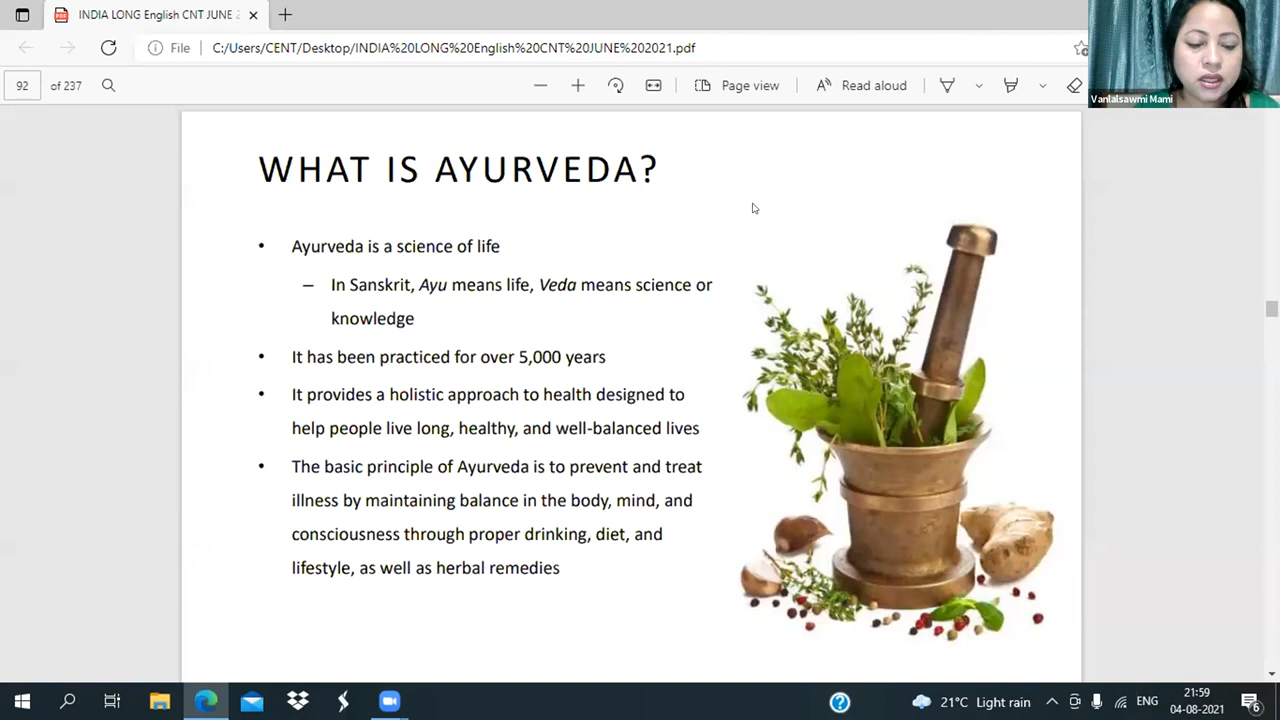 INDIA LONG English CNT JUNE 2
File
C:/Users/CENT/Desktop/INDIA%20LONG%20English%20CNT%20JUNE%202021.pdf
92 of 237
Page view
Read aloud
Vanlalsawmi Mami
WHAT IS AYURVEDA?
• Ayurveda is a science of life
– In Sanskrit, Ayu means life, Veda means science or
knowledge
• It has been practiced for over 5,000 years
• It provides a holistic approach to health designed to
help people live long, healthy, and well-balanced lives
• The basic principle of Ayurveda is to prevent and treat
illness by maintaining balance in the body, mind, and
consciousness through proper drinking, diet, and
lifestyle, as well as herbal remedies
21°C Light rain
ENG
21:59
04-08-2021
6